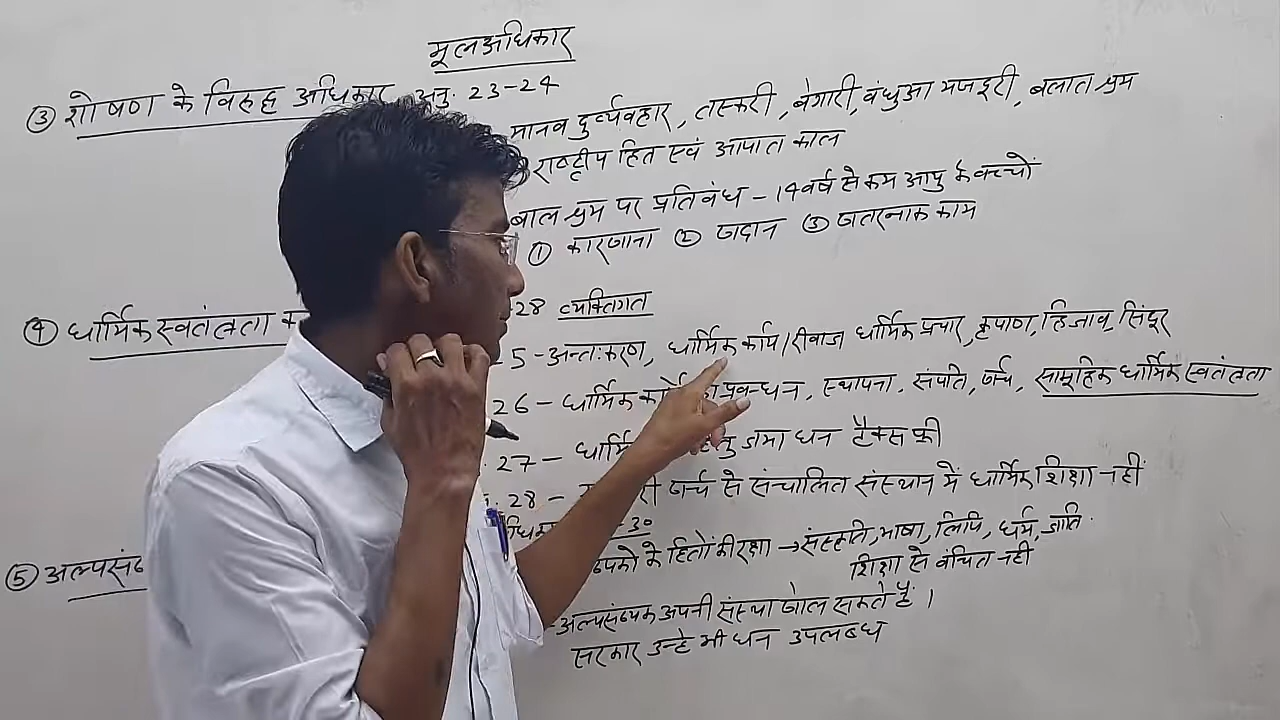 मूलअधिकार
③ शोषण के विरुद्ध अधिकार अनु. 23-24
मानव दुर्व्यवहार, तस्करी, बेगारी, बंधुआ मजदूरी, बलात श्रम
राष्ट्रीय हित एवं आपात काल
बाल श्रम पर प्रतिबंध - 14 वर्ष से कम आयु के बच्चों
① कारखाना ② खदान ③ खतरनाक काम
④ धार्मिक स्वतंत्रता 28 व्यक्तिगत
5 - अन्तःकरण, धार्मिक कार्य/रीवाज धार्मिक प्रचार, कृपाण, हिजाब, सिंदूर
26 - धार्मिक कार्यों का प्रबन्धन, स्थापना, संपति, खर्च, सामूहिक धार्मिक स्वतंत्रता
27 - धार्मि हेतु जमा धन टैक्स फ्री
28 - खर्च से संचालित संस्थान में धार्मिक शिक्षा नहीं
30
⑤ अल्पसं
के हितों की रक्षा → संस्कृति, भाषा, लिपि, धर्म, जाति
शिक्षा से वंचित नहीं
- अल्पसंख्यक अपनी संस्था खोल सकते हैं।
सरकार उन्हे भी धन उपलब्ध